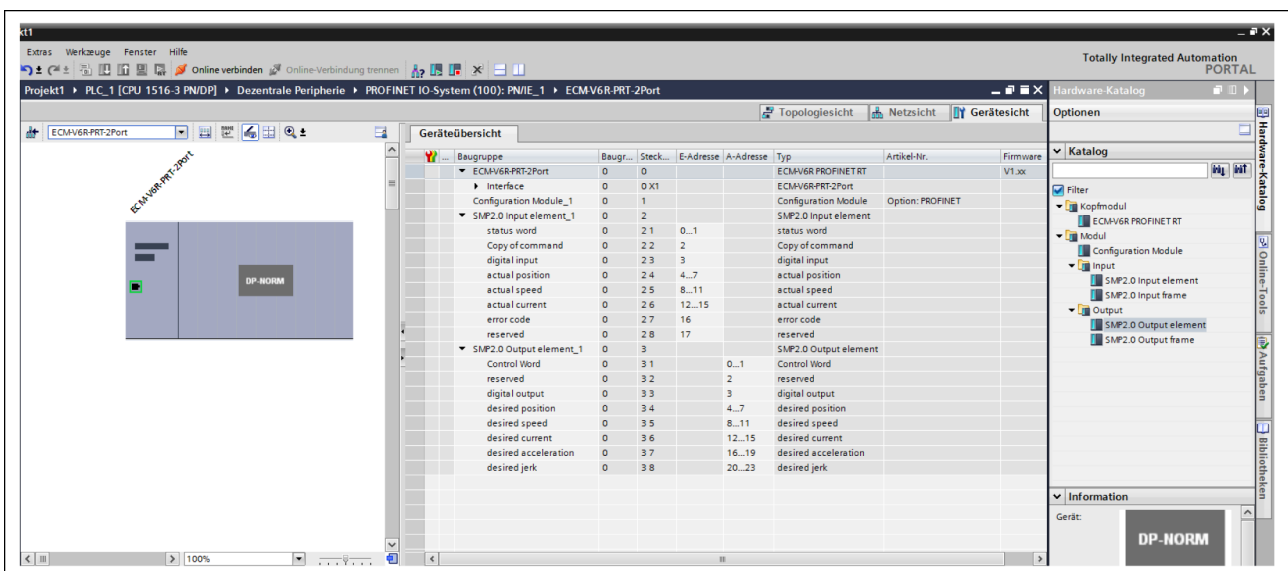 kt1
Extras Werkzeuge Fenster Hilfe
Totally Integrated Automation
PORTAL
Online verbinden Online-Verbindung trennen
Projekt1 PLC_1 [CPU 1516-3 PN/DP] Dezentrale Peripherie PROFINET IO-System (100): PN/IE_1 ECM-V6R-PRT-2Port
Hardware-Katalog
Topologiesicht Netzsicht Gerätesicht
Optionen
ECM-V6R-PRT-2Port
Geräteübersicht
... Baugruppe Baugr... Steck... E-Adresse A-Adresse Typ Artikel-Nr. Firmware
ECM-V6R-PRT-2Port 0 0 ECM-V6R PROFINET RT V1.xx
Interface 0 0 X1 ECM-V6R-PRT-2Port
Configuration Module_1 0 1 Configuration Module Option: PROFINET
SMP2.0 Input element_1 0 2 SMP2.0 Input element
status word 0 2 1 0...1 status word
Copy of command 0 2 2 2 Copy of command
digital input 0 2 3 3 digital input
actual position 0 2 4 4...7 actual position
actual speed 0 2 5 8...11 actual speed
actual current 0 2 6 12...15 actual current
error code 0 2 7 16 error code
reserved 0 2 8 17 reserved
SMP2.0 Output element_1 0 3 SMP2.0 Output element
Control Word 0 3 1 0...1 Control Word
reserved 0 3 2 2 reserved
digital output 0 3 3 3 digital output
desired position 0 3 4 4...7 desired position
desired speed 0 3 5 8...11 desired speed
desired current 0 3 6 12...15 desired current
desired acceleration 0 3 7 16...19 desired acceleration
desired jerk 0 3 8 20...23 desired jerk
ECM-V6R-PRT-2Port
DP-NORM
100%
Katalog
Filter
Kopfmodul
ECM-V6R PROFINET RT
Modul
Configuration Module
Input
SMP2.0 Input element
SMP2.0 Input frame
Output
SMP2.0 Output element
SMP2.0 Output frame
Information
Gerät:
DP-NORM
Hardware-Katalog
Online-Tools
Aufgaben
Bibliotheken